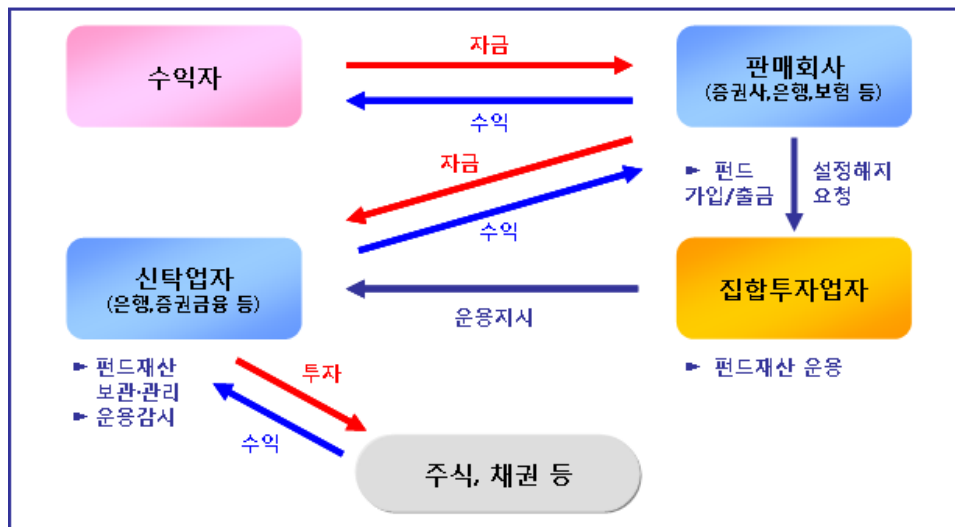 자금
수익자
판매회사
(증권사,은행,보험 등)
수익
자금
► 펀드
가입/출금
설정해지
요청
수익
신탁업자
(은행,증권금융 등)
집합투자업자
운용지시
► 펀드재산
보관·관리
► 운용감시
투자
► 펀드재산 운용
수익
주식, 채권 등